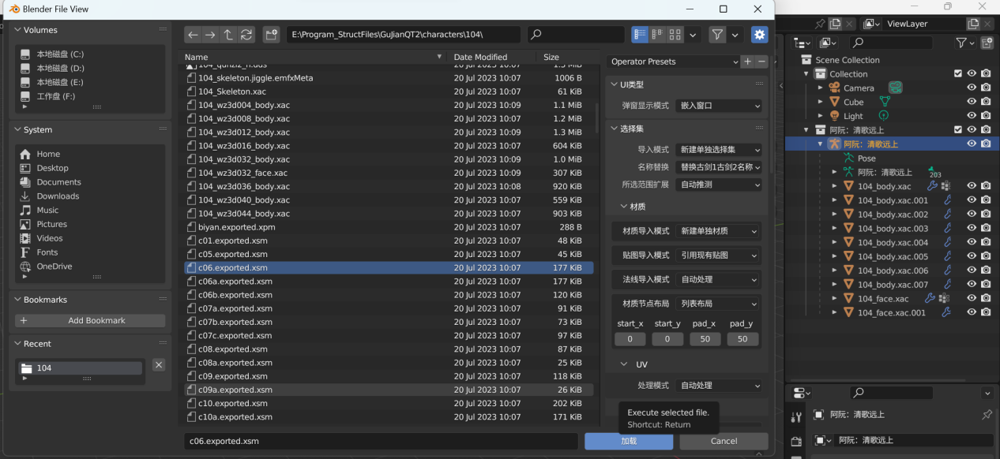 Blender File View
Volumes
本地磁盘 (C:)
本地磁盘 (D:)
本地磁盘 (E:)
工作盘 (F:)
System
Home
Desktop
Documents
Downloads
Music
Pictures
Videos
Fonts
OneDrive
Bookmarks
Add Bookmark
Recent
104
E:\Program_StructFiles\GuJianQT2\characters\104\
Name Date Modified Size
104_skeleton.jiggle.emfxMeta 20 Jul 2023 10:07 1006 B
104_Skeleton.xac 20 Jul 2023 10:07 61 KiB
104_wz3d004_body.xac 20 Jul 2023 10:09 1.1 MiB
104_wz3d008_body.xac 20 Jul 2023 10:07 1.2 MiB
104_wz3d012_body.xac 20 Jul 2023 10:09 1.3 MiB
104_wz3d016_body.xac 20 Jul 2023 10:07 604 KiB
104_wz3d032_body.xac 20 Jul 2023 10:09 1.0 MiB
104_wz3d032_face.xac 20 Jul 2023 10:09 307 KiB
104_wz3d036_body.xac 20 Jul 2023 10:08 920 KiB
104_wz3d040_body.xac 20 Jul 2023 10:07 559 KiB
104_wz3d044_body.xac 20 Jul 2023 10:07 903 KiB
biyan.exported.xpm 20 Jul 2023 10:07 288 B
c01.exported.xsm 20 Jul 2023 10:07 48 KiB
c05.exported.xsm 20 Jul 2023 10:07 45 KiB
c06.exported.xsm 20 Jul 2023 10:07 177 KiB
c06a.exported.xsm 20 Jul 2023 10:07 177 KiB
c06b.exported.xsm 20 Jul 2023 10:07 120 KiB
c07a.exported.xsm 20 Jul 2023 10:07 91 KiB
c07b.exported.xsm 20 Jul 2023 10:07 73 KiB
c07c.exported.xsm 20 Jul 2023 10:07 97 KiB
c08.exported.xsm 20 Jul 2023 10:07 87 KiB
c08a.exported.xsm 20 Jul 2023 10:07 25 KiB
c09.exported.xsm 20 Jul 2023 10:07 118 KiB
c09a.exported.xsm 20 Jul 2023 10:07 26 KiB
c10.exported.xsm 20 Jul 2023 10:07 202 KiB
c10a.exported.xsm 20 Jul 2023 10:07 171 KiB
c06.exported.xsm
加载
Cancel
Operator Presets
UI类型
弹窗显示模式 嵌入窗口
选择集
导入模式 新建单独选择集
名称替换 替换古剑1古剑2名称
所选范围扩展 自动推测
材质
材质导入模式 新建单独材质
贴图导入模式 引用现有贴图
法线导入模式 自动处理
材质节点布局 列表布局
start_x start_y pad_x pad_y
0 0 50 50
UV
处理模式 自动处理
Execute selected file.
Shortcut: Return
ViewLayer
Scene Collection
Collection
Camera
Cube
Light
阿阮：清歌远上
阿阮：清歌远上
Pose
阿阮：清歌远上 203
104_body.xac
104_body.xac.001
104_body.xac.002
104_body.xac.003
104_body.xac.004
104_body.xac.005
104_body.xac.006
104_body.xac.007
104_face.xac
104_face.xac.001
阿阮：清歌远上
阿阮：清歌远上